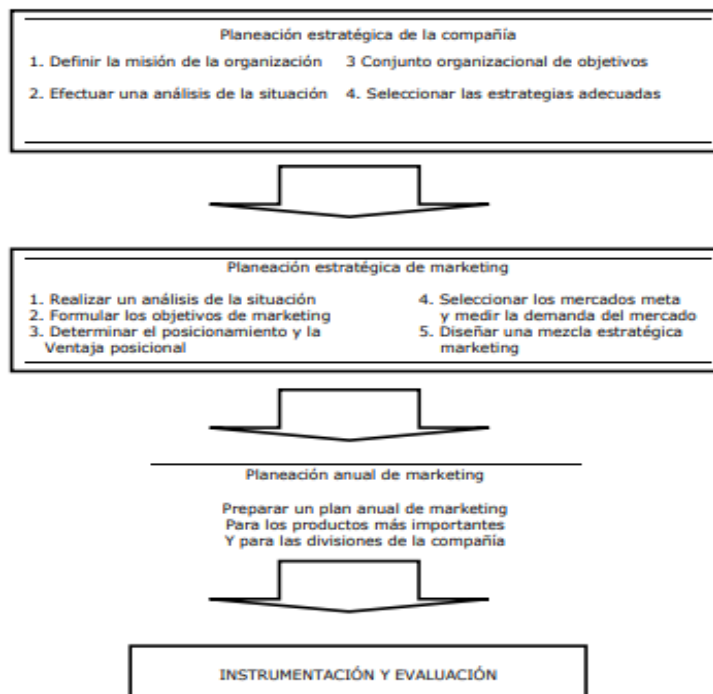 Planeación estratégica de la compañía
1. Definir la misión de la organización 3 Conjunto organizacional de objetivos
2. Efectuar una análisis de la situación 4. Seleccionar las estrategias adecuadas
Planeación estratégica de marketing
1. Realizar un análisis de la situación
2. Formular los objetivos de marketing
3. Determinar el posicionamiento y la
Ventaja posicional
4. Seleccionar los mercados meta
y medir la demanda del mercado
5. Diseñar una mezcla estratégica
marketing
Planeación anual de marketing
Preparar un plan anual de marketing
Para los productos más importantes
Y para las divisiones de la compañía
INSTRUMENTACIÓN Y EVALUACIÓN